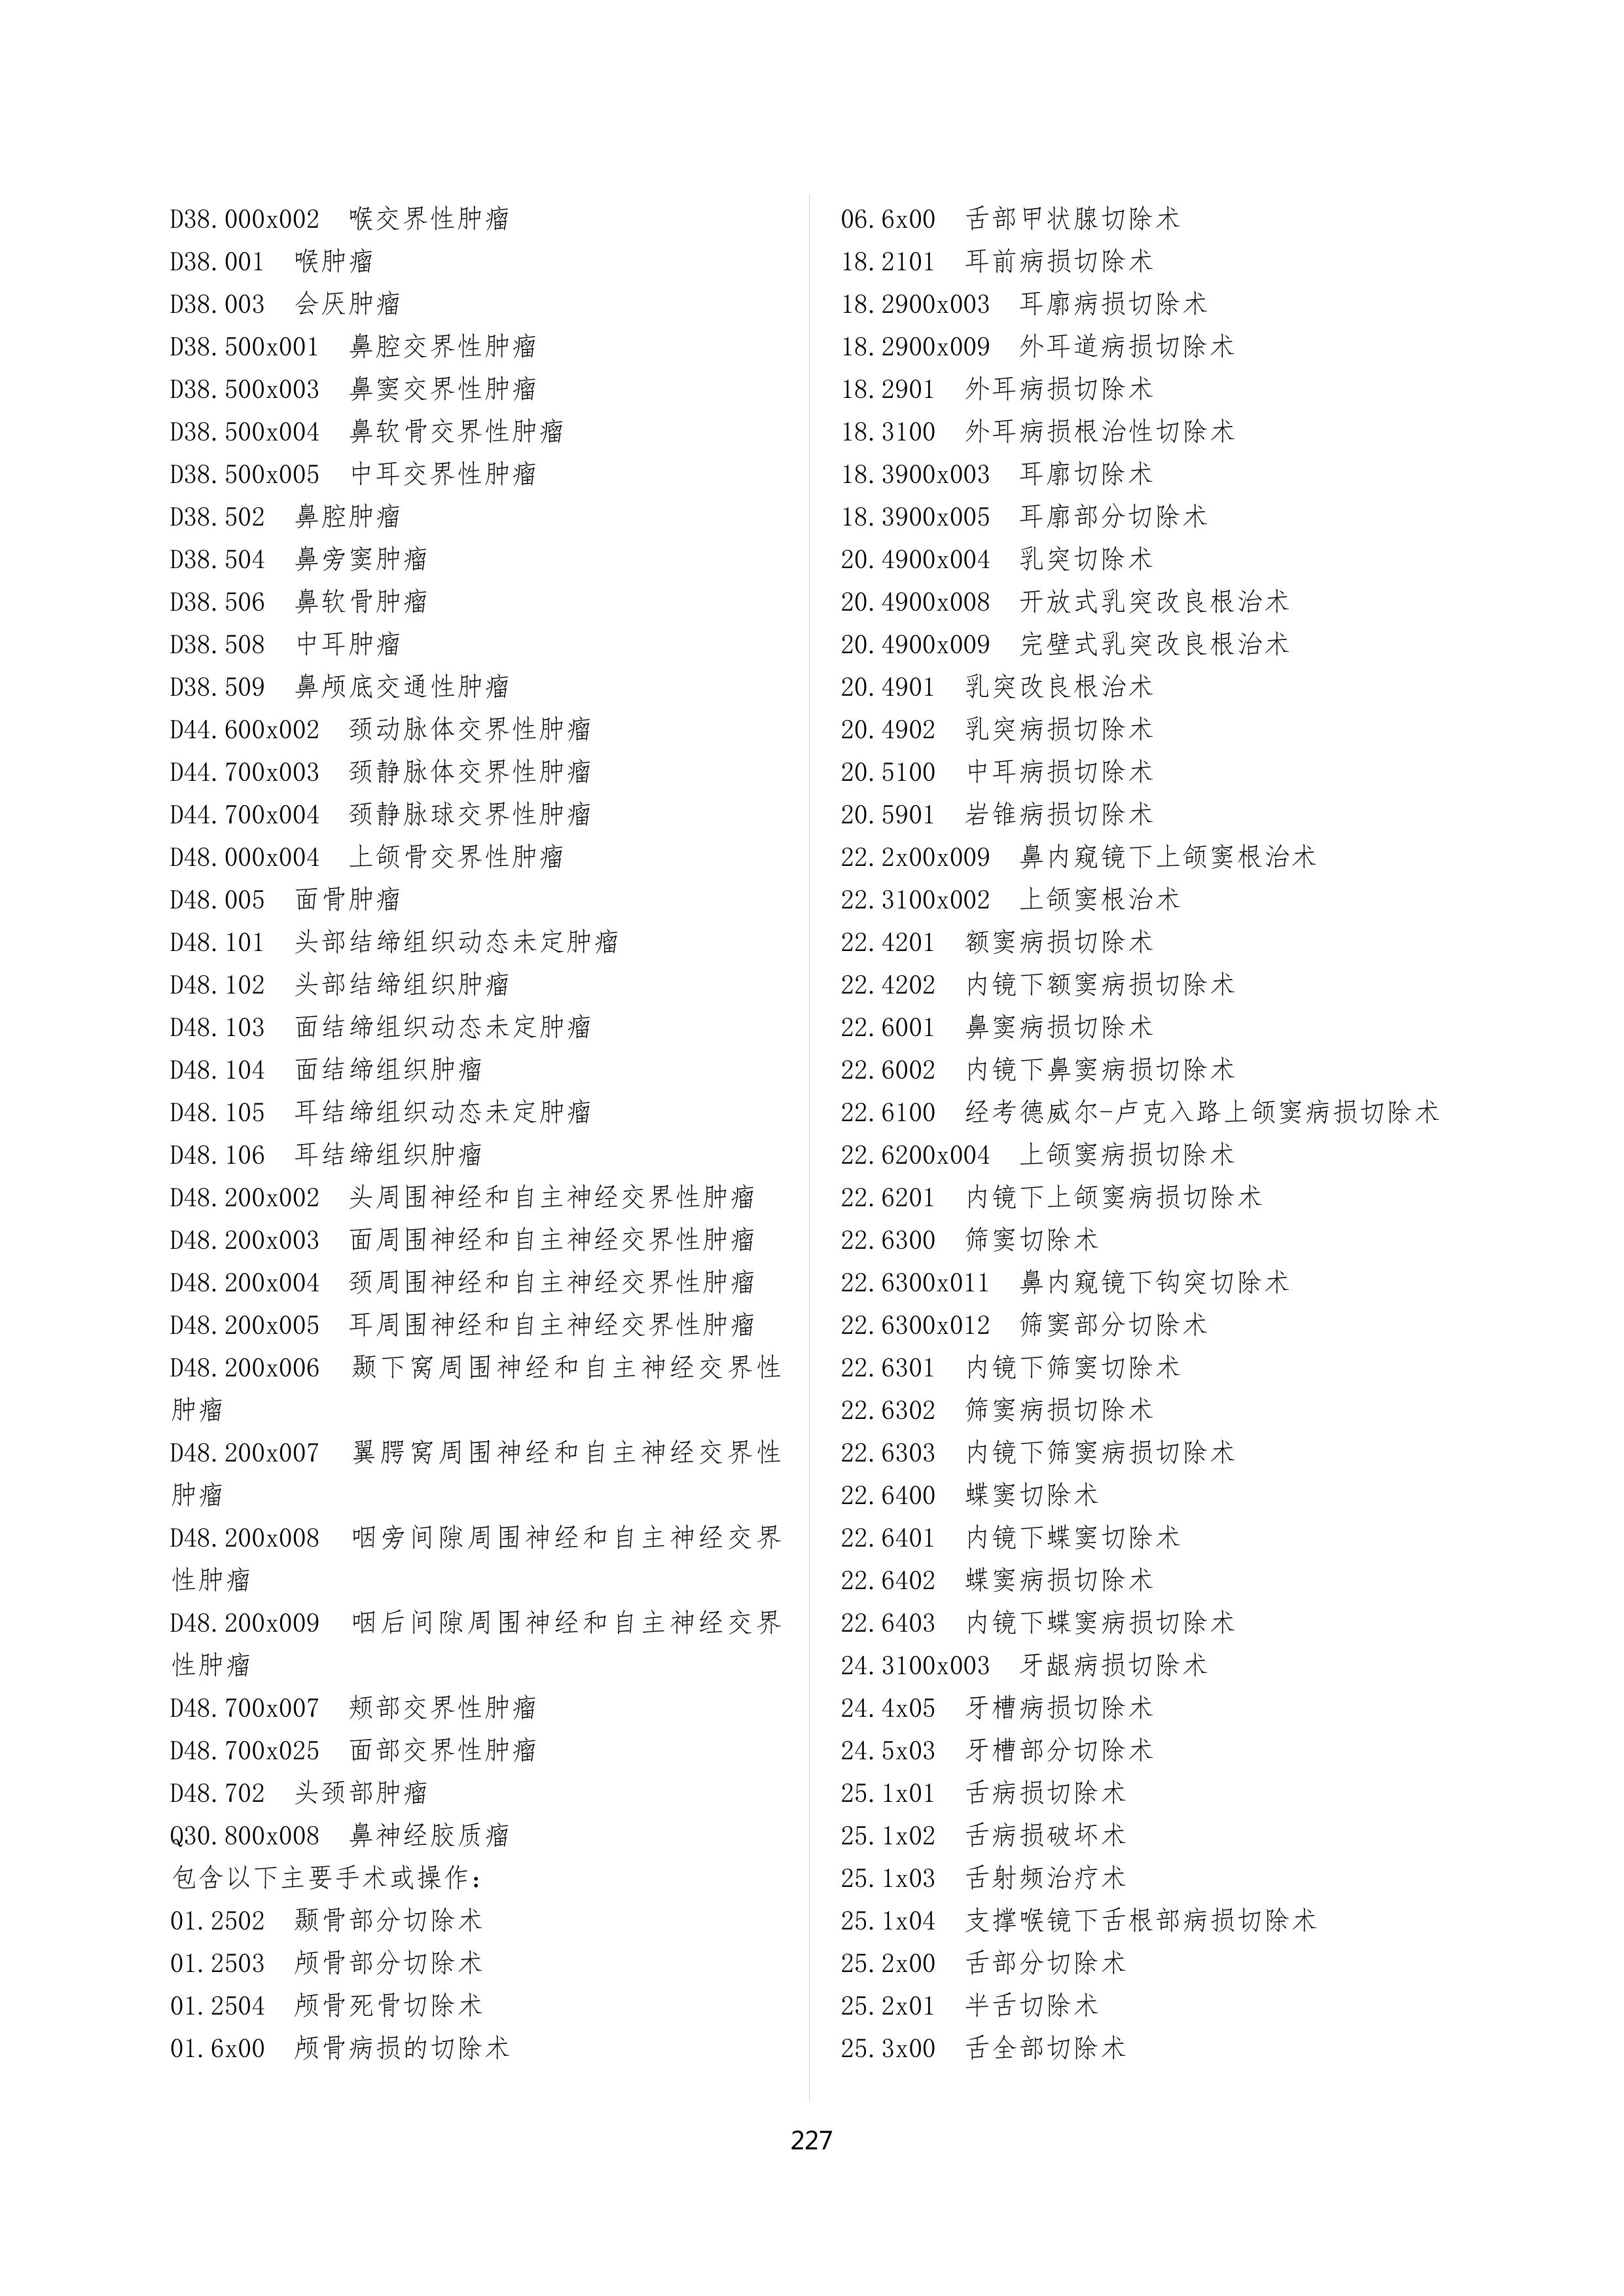 D38.000x002  喉交界性肿瘤
D38.001  喉肿瘤
D38.003  会厌肿瘤
D38.500x001  鼻腔交界性肿瘤
D38.500x003  鼻窦交界性肿瘤
D38.500x004  鼻软骨交界性肿瘤
D38.500x005  中耳交界性肿瘤
D38.502  鼻腔肿瘤
D38.504  鼻旁窦肿瘤
D38.506  鼻软骨肿瘤
D38.508  中耳肿瘤
D38.509  鼻颅底交通性肿瘤
D44.600x002  颈动脉体交界性肿瘤
D44.700x003  颈静脉体交界性肿瘤
D44.700x004  颈静脉球交界性肿瘤
D48.000x004  上颌骨交界性肿瘤
D48.005  面骨肿瘤
D48.101  头部结缔组织动态未定肿瘤
D48.102  头部结缔组织肿瘤
D48.103  面结缔组织动态未定肿瘤
D48.104  面结缔组织肿瘤
D48.105  耳结缔组织动态未定肿瘤
D48.106  耳结缔组织肿瘤
D48.200x002  头周围神经和自主神经交界性肿瘤
D48.200x003  面周围神经和自主神经交界性肿瘤
D48.200x004  颈周围神经和自主神经交界性肿瘤
D48.200x005  耳周围神经和自主神经交界性肿瘤
D48.200x006  颞下窝周围神经和自主神经交界性
肿瘤
D48.200x007  翼腭窝周围神经和自主神经交界性
肿瘤
D48.200x008  咽旁间隙周围神经和自主神经交界
性肿瘤
D48.200x009  咽后间隙周围神经和自主神经交界
性肿瘤
D48.700x007  颊部交界性肿瘤
D48.700x025  面部交界性肿瘤
D48.702  头颈部肿瘤
Q30.800x008  鼻神经胶质瘤
包含以下主要手术或操作:
01.2502  颞骨部分切除术
01.2503  颅骨部分切除术
01.2504  颅骨死骨切除术
01.6x00  颅骨病损的切除术
06.6x00  舌部甲状腺切除术
18.2101  耳前病损切除术
18.2900x003  耳廓病损切除术
18.2900x009  外耳道病损切除术
18.2901  外耳病损切除术
18.3100  外耳病损根治性切除术
18.3900x003  耳廓切除术
18.3900x005  耳廓部分切除术
20.4900x004  乳突切除术
20.4900x008  开放式乳突改良根治术
20.4900x009  完壁式乳突改良根治术
20.4901  乳突改良根治术
20.4902  乳突病损切除术
20.5100  中耳病损切除术
20.5901  岩锥病损切除术
22.2x00x009  鼻内窥镜下上颌窦根治术
22.3100x002  上颌窦根治术
22.4201  额窦病损切除术
22.4202  内镜下额窦病损切除术
22.6001  鼻窦病损切除术
22.6002  内镜下鼻窦病损切除术
22.6100  经考德威尔-卢克入路上颌窦病损切除术
22.6200x004  上颌窦病损切除术
22.6201  内镜下上颌窦病损切除术
22.6300  筛窦切除术
22.6300x011  鼻内窥镜下钩突切除术
22.6300x012  筛窦部分切除术
22.6301  内镜下筛窦切除术
22.6302  筛窦病损切除术
22.6303  内镜下筛窦病损切除术
22.6400  蝶窦切除术
22.6401  内镜下蝶窦切除术
22.6402  蝶窦病损切除术
22.6403  内镜下蝶窦病损切除术
24.3100x003  牙龈病损切除术
24.4x05  牙槽病损切除术
24.5x03  牙槽部分切除术
25.1x01  舌病损切除术
25.1x02  舌病损破坏术
25.1x03  舌射频治疗术
25.1x04  支撑喉镜下舌根部病损切除术
25.2x00  舌部分切除术
25.2x01  半舌切除术
25.3x00  舌全部切除术
227